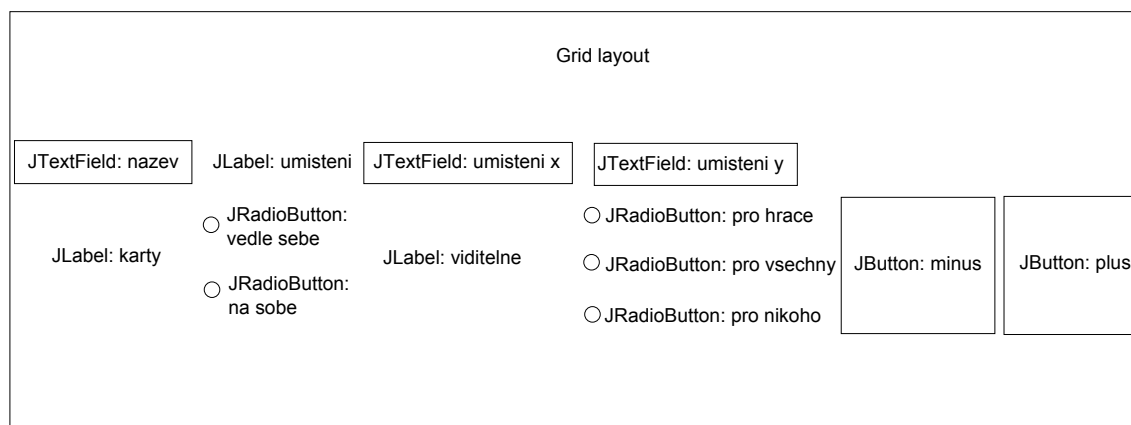 Grid layout
JTextField: nazev
JLabel: umisteni
JTextField: umisteni x
JTextField: umisteni y
JLabel: karty
JRadioButton:
vedle sebe
JRadioButton:
na sobe
JLabel: viditelne
JRadioButton: pro hrace
JRadioButton: pro vsechny
JRadioButton: pro nikoho
JButton: minus
JButton: plus